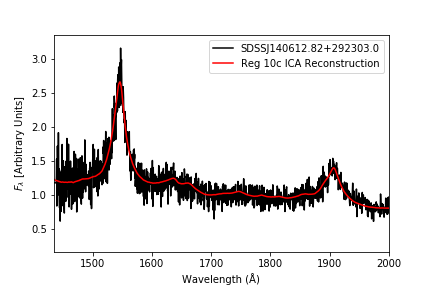 SDSSJ140612.82+292303.0
Reg 10c ICA Reconstruction
3.0
2.5
2.0
1.5
1.0
0.5
Fλ [Arbitrary Units]
1500 1600 1700 1800 1900 2000
Wavelength (Å)